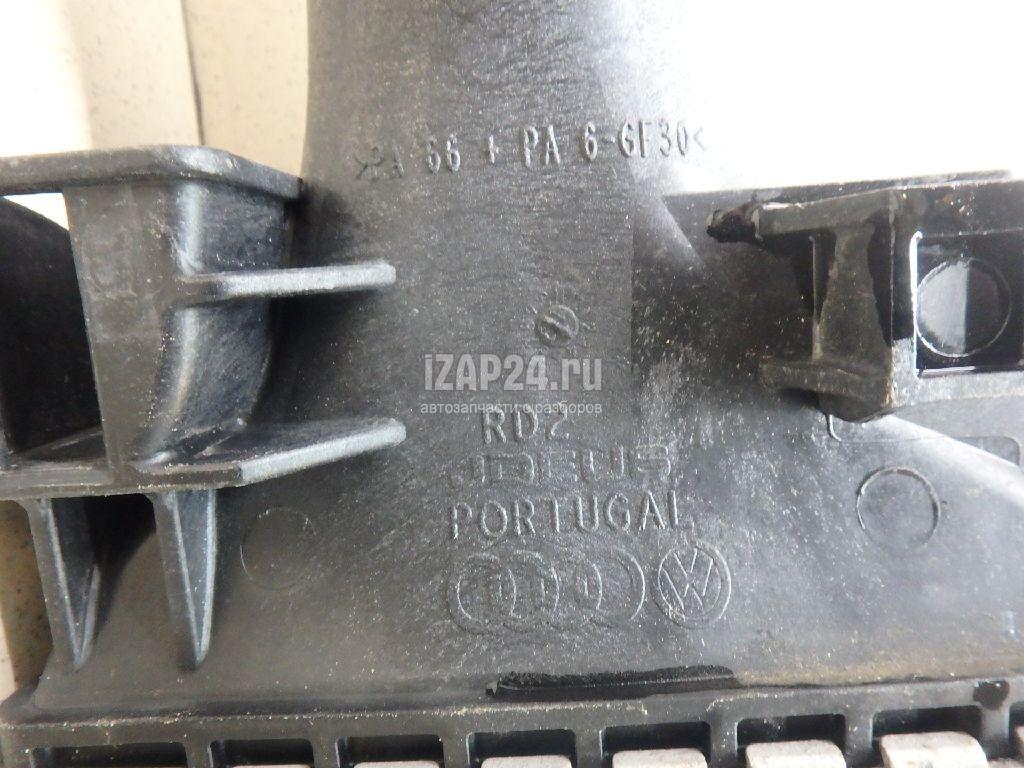 >PA 66 + PA 6-GF30<
iZAP24.ru
автозапчасти с разборов
RD2
PORTUGAL